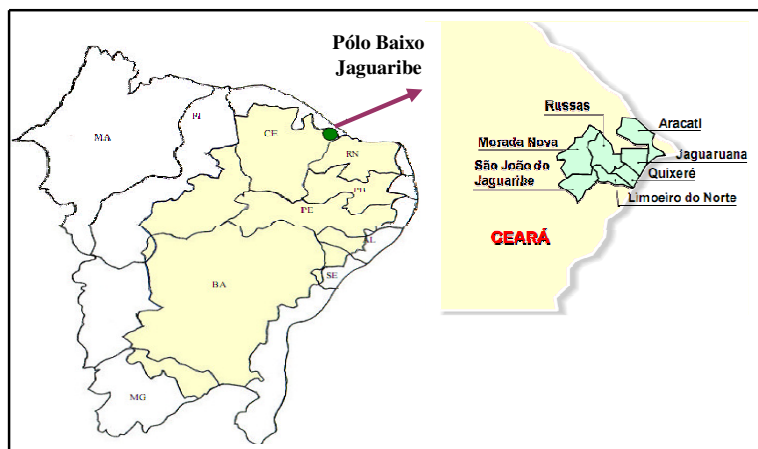 Pólo Baixo
Jaguaribe
MA
PI
CE
RN
PB
PE
AL
SE
BA
MG
Russas
Aracati
Morada Nova
Jaguaruana
São João do
Jaguaribe
Quixeré
Limoeiro do Norte
CEARÁ